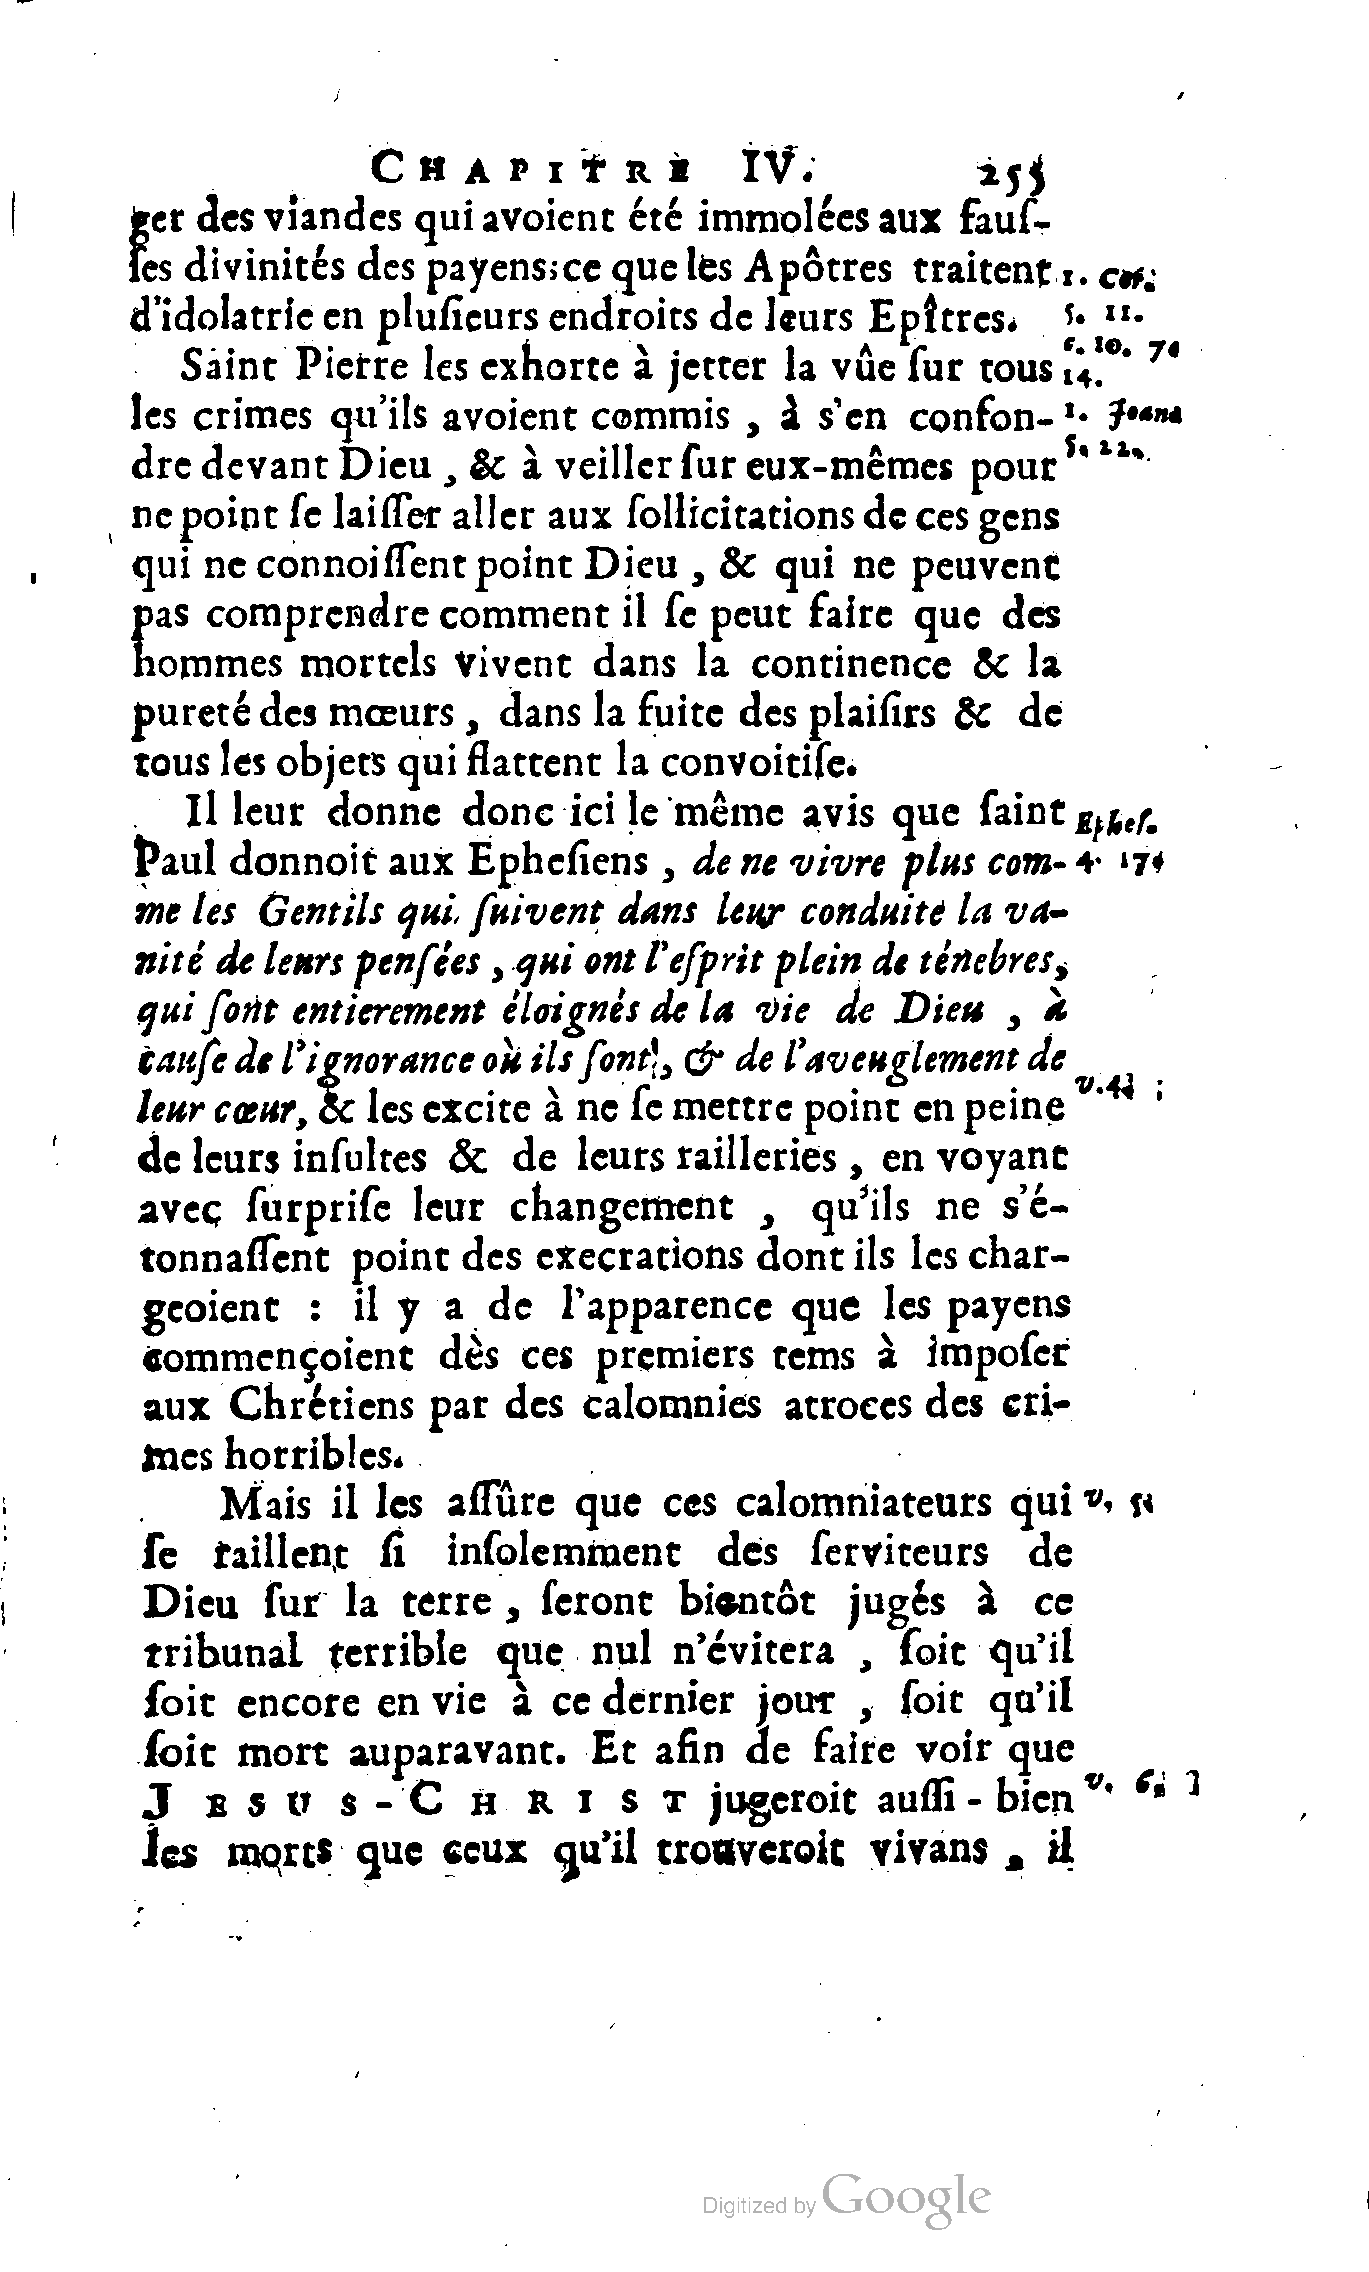 CHAPITRE IV. 255
ger des viandes qui avoient été immolées aux fauſ-
ſes divinités des payens; ce que les Apôtres traitent 1. Cor.
d'idolatrie en pluſieurs endroits de leurs Epîtres. 5. 11.
c. 10. 7.
Saint Pierre les exhorte à jetter la vûe ſur tous 14.
les crimes qu'ils avoient commis, à s'en confon- 1. Joann
dre devant Dieu, & à veiller ſur eux-mêmes pour 5. 22.
ne point ſe laiſſer aller aux ſollicitations de ces gens
qui ne connoiſſent point Dieu, & qui ne peuvent
pas comprendre comment il ſe peut faire que des
hommes mortels vivent dans la continence & la
pureté des mœurs, dans la fuite des plaiſirs & de
tous les objets qui flattent la convoitiſe.
Il leur donne donc ici le même avis que ſaint Epheſ.
Paul donnoit aux Epheſiens, de ne vivre plus com- 4. 17.
me les Gentils qui ſuivent dans leur conduite la va-
nité de leurs penſées, qui ont l'eſprit plein de ténebres,
qui ſont entierement éloignés de la vie de Dieu, à
cauſe de l'ignorance où ils ſont, & de l'aveuglement de
leur cœur, & les excite à ne ſe mettre point en peine v. 4.
de leurs inſultes & de leurs railleries, en voyant
avec ſurpriſe leur changement, qu'ils ne s'é-
tonnaſſent point des execrations dont ils les char-
geoient : il y a de l'apparence que les payens
commençoient dès ces premiers tems à impoſer
aux Chrétiens par des calomnies atroces des cri-
mes horribles.
Mais il les aſſûre que ces calomniateurs qui v. 5.
ſe raillent ſi inſolemment des ſerviteurs de
Dieu ſur la terre, ſeront bientôt jugés à ce
tribunal terrible que nul n'évitera, ſoit qu'il
ſoit encore en vie à ce dernier jour, ſoit qu'il
ſoit mort auparavant. Et afin de faire voir que
JESUS-CHRIST jugeroit auſſi-bien v. 6.
les morts que ceux qu'il trouveroit vivans, il
Digitized by Google